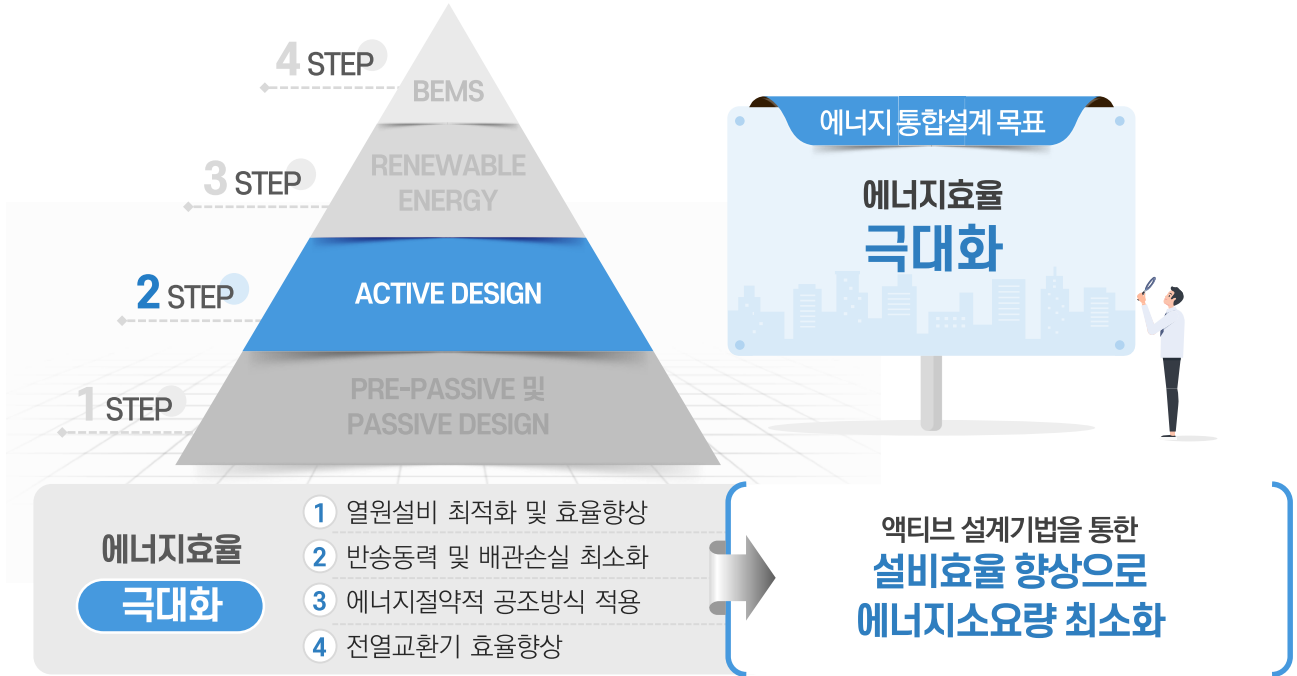 4 STEP
BEMS
3 STEP
RENEWABLE
ENERGY
2 STEP
ACTIVE DESIGN
1 STEP
PRE-PASSIVE 및
PASSIVE DESIGN
에너지 통합설계 목표
에너지효율
극대화
에너지효율
극대화
1 열원설비 최적화 및 효율향상
2 반송동력 및 배관손실 최소화
3 에너지절약적 공조방식 적용
4 전열교환기 효율향상
액티브 설계기법을 통한
설비효율 향상으로
에너지소요량 최소화